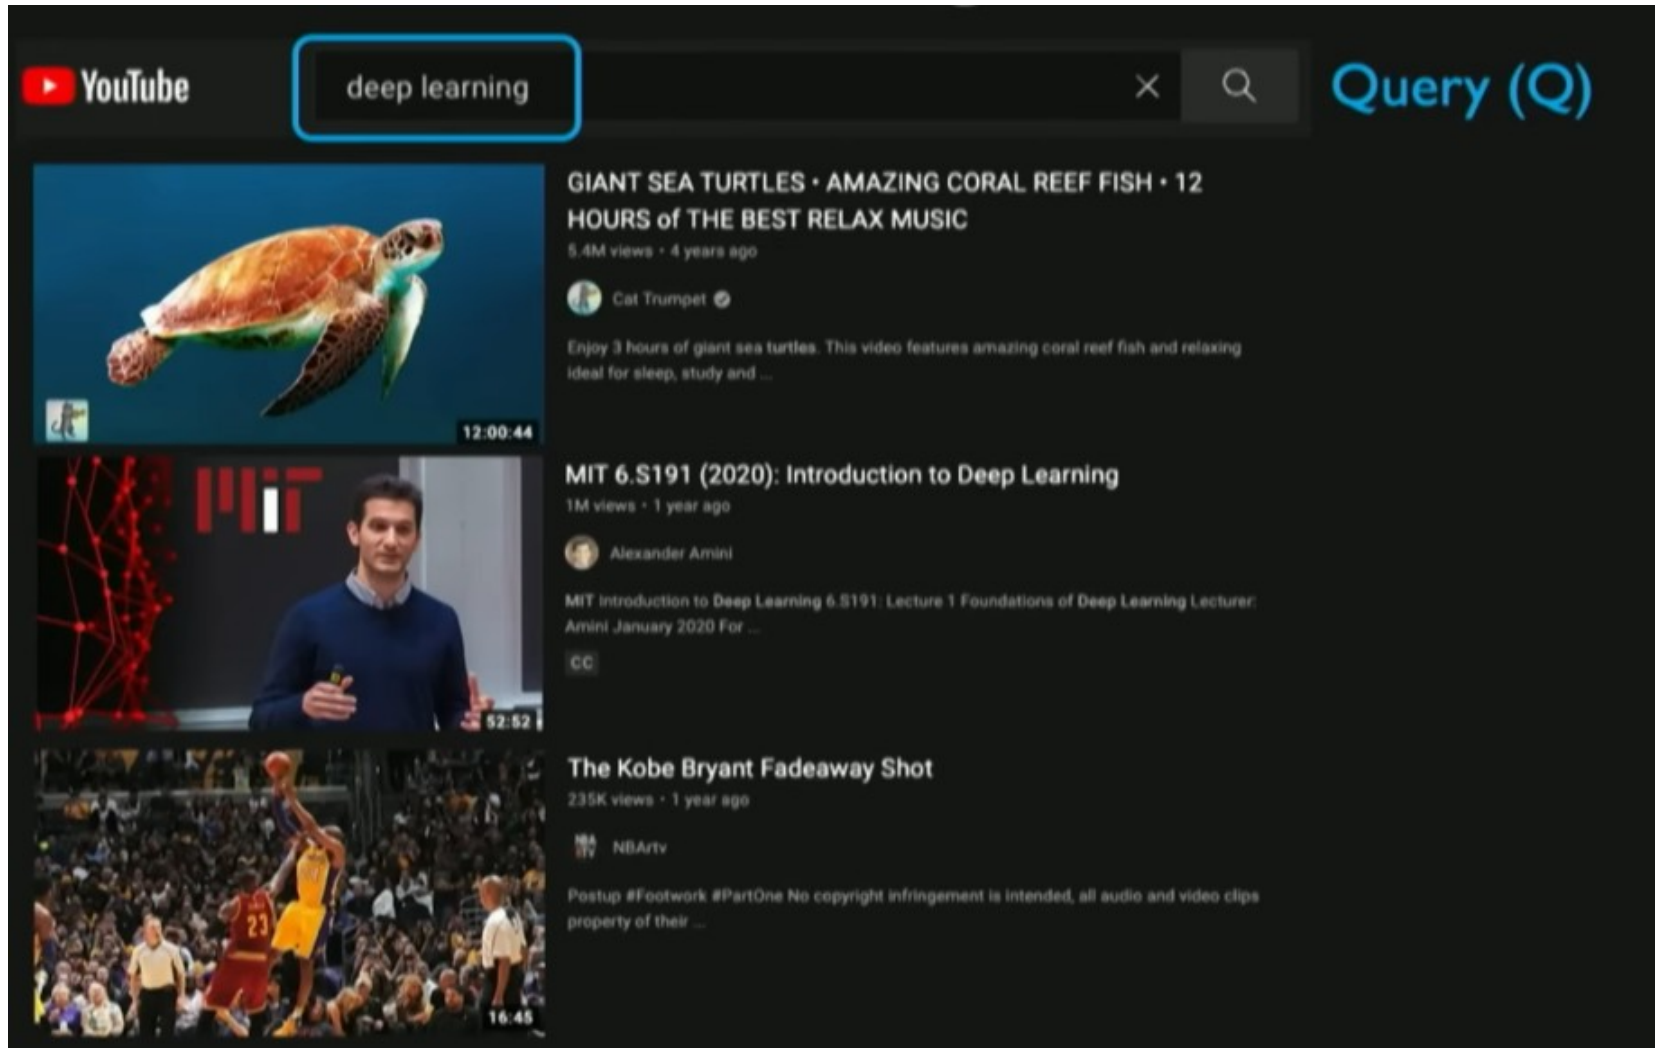 YouTube
deep learning
Query (Q)
GIANT SEA TURTLES • AMAZING CORAL REEF FISH • 12
HOURS of THE BEST RELAX MUSIC
5.4M views • 4 years ago
Cat Trumpet
Enjoy 3 hours of giant sea turtles. This video features amazing coral reef fish and relaxing
ideal for sleep, study and ...
12:00:44
MIT
MIT 6.S191 (2020): Introduction to Deep Learning
1M views • 1 year ago
Alexander Amini
MIT Introduction to Deep Learning 6.S191: Lecture 1 Foundations of Deep Learning Lecturer:
Amini January 2020 For ...
CC
52:52
The Kobe Bryant Fadeaway Shot
235K views • 1 year ago
NBA
NBArtv
Postup #Footwork #PartOne No copyright infringement is intended, all audio and video clips
property of their ...
23
16:45